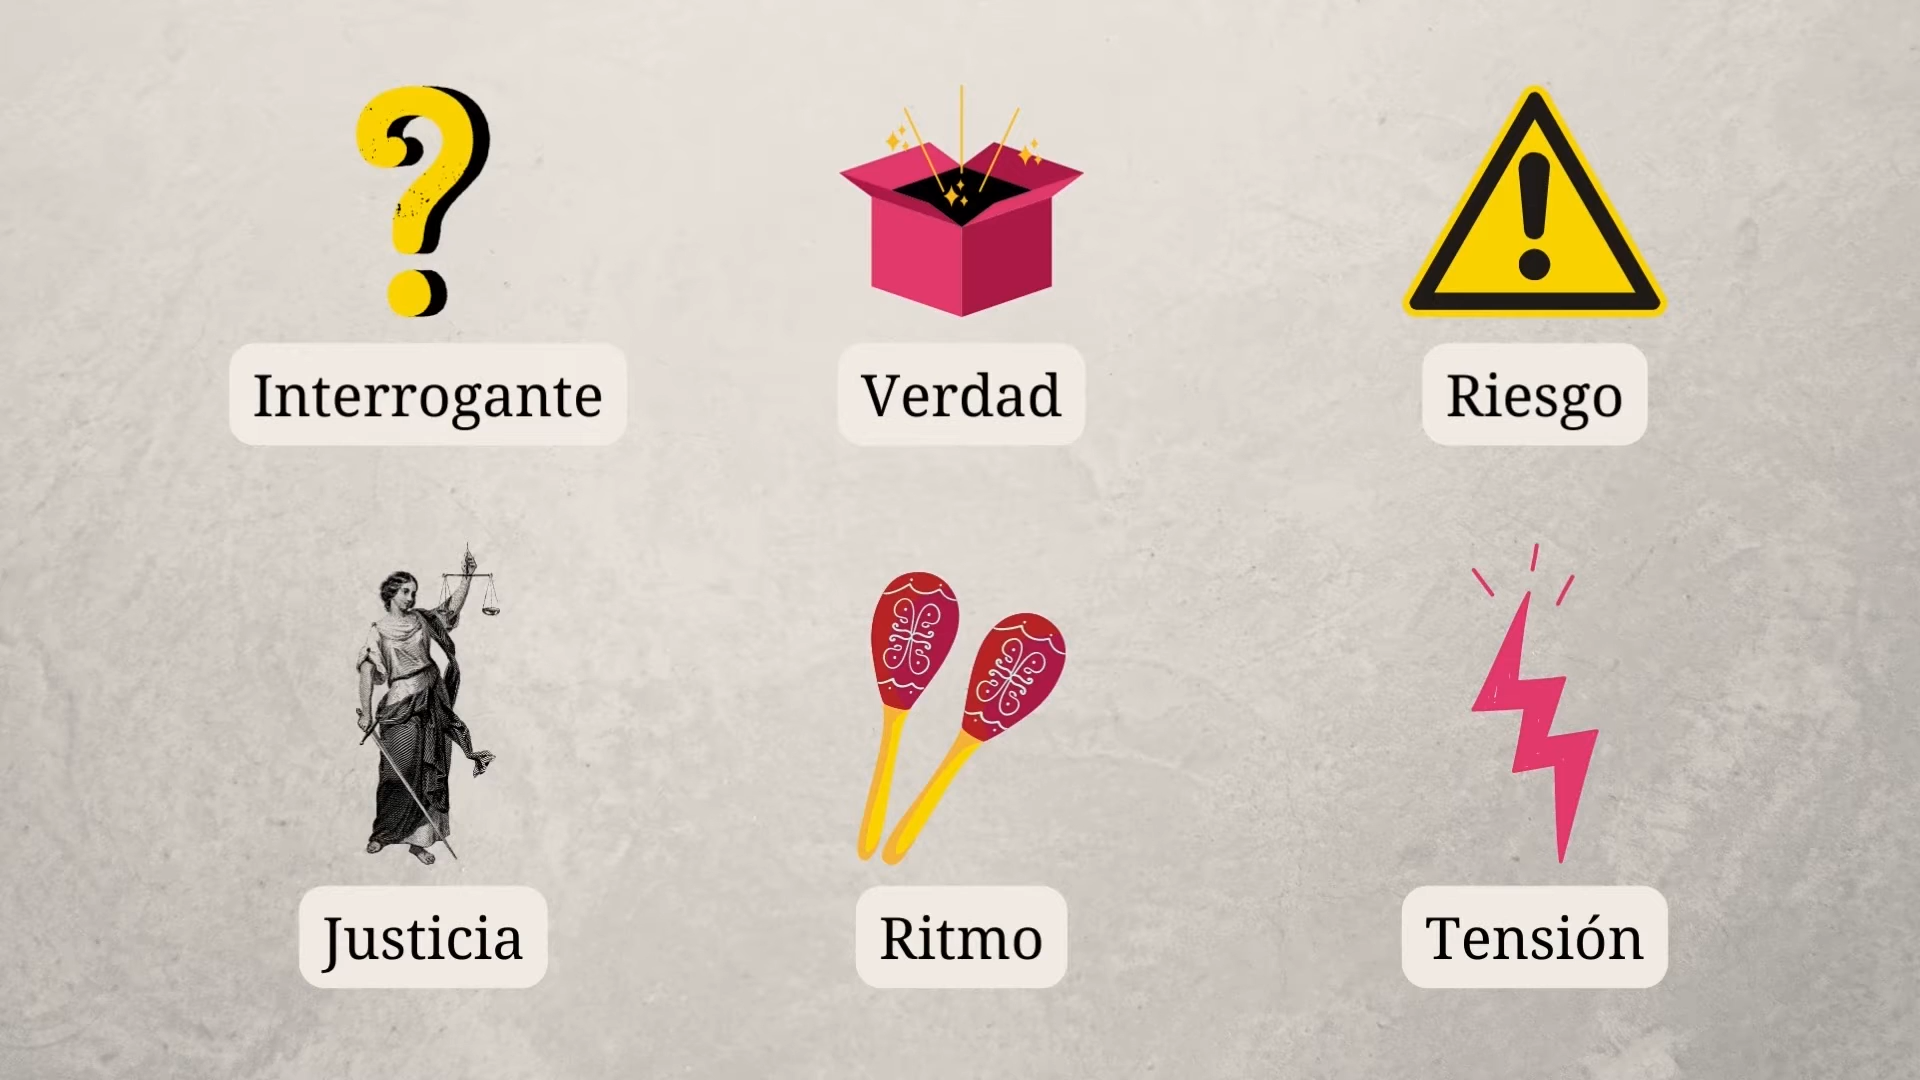 Interrogante
Verdad
Riesgo
Justicia
Ritmo
Tensión